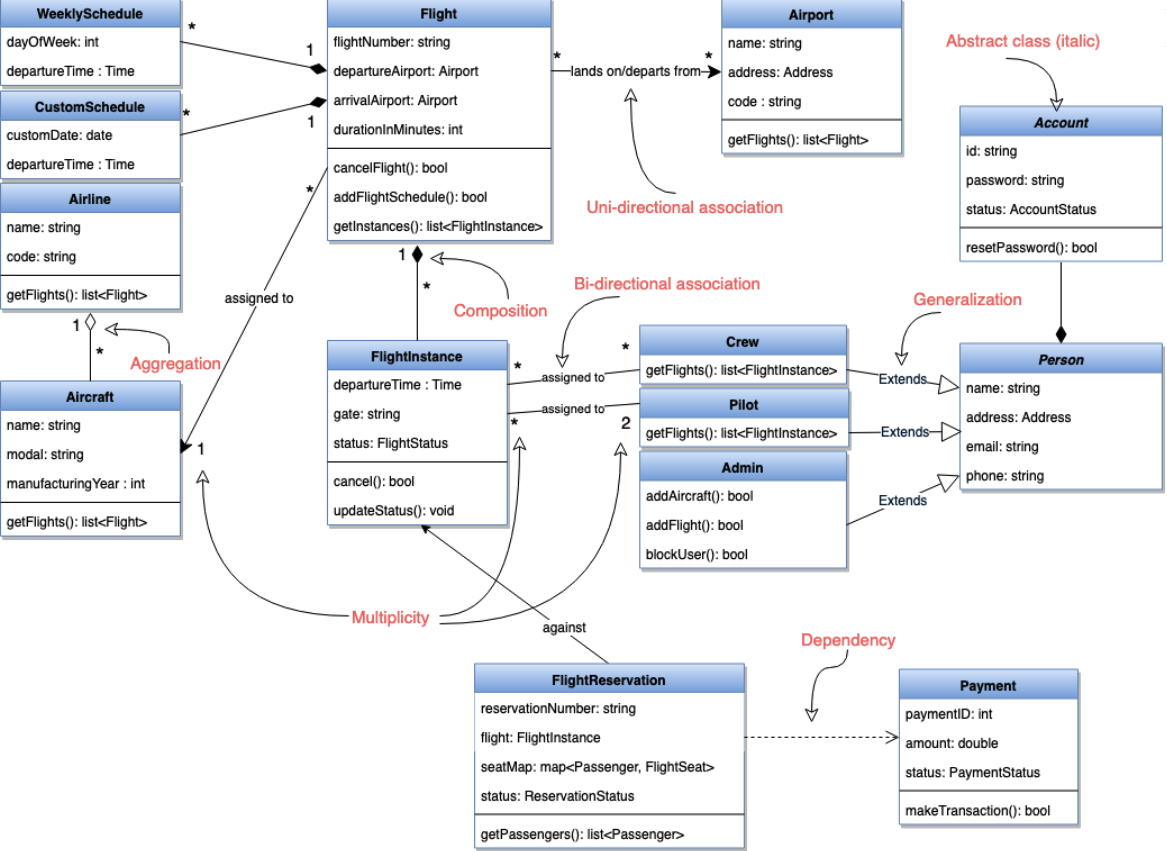 WeeklySchedule
dayOfWeek: int
departureTime : Time
*
1
CustomSchedule
customDate: date
departureTime : Time
*
1
Flight
flightNumber: string
departureAirport: Airport
arrivalAirport: Airport
durationInMinutes: int
cancelFlight(): bool
addFlightSchedule(): bool
getInstances(): list<FlightInstance>
*
lands on/departs from
*
Airport
name: string
address: Address
code : string
getFlights(): list<Flight>
Uni-directional association
Abstract class (italic)
Account
id: string
password: string
status: AccountStatus
resetPassword(): bool
Airline
name: string
code: string
getFlights(): list<Flight>
1
*
Aggregation
*
assigned to
1
Aircraft
name: string
modal: string
manufacturingYear : int
getFlights(): list<Flight>
1
*
Composition
Bi-directional association
Generalization
FlightInstance
departureTime : Time
gate: string
status: FlightStatus
cancel(): bool
updateStatus(): void
*
assigned to
*
*
assigned to
2
Crew
getFlights(): list<FlightInstance>
Pilot
getFlights(): list<FlightInstance>
Admin
addAircraft(): bool
addFlight(): bool
blockUser(): bool
Extends
Extends
Extends
Person
name: string
address: Address
email: string
phone: string
Multiplicity
against
Dependency
FlightReservation
reservationNumber: string
flight: FlightInstance
seatMap: map<Passenger, FlightSeat>
status: ReservationStatus
getPassengers(): list<Passenger>
Payment
paymentID: int
amount: double
status: PaymentStatus
makeTransaction(): bool